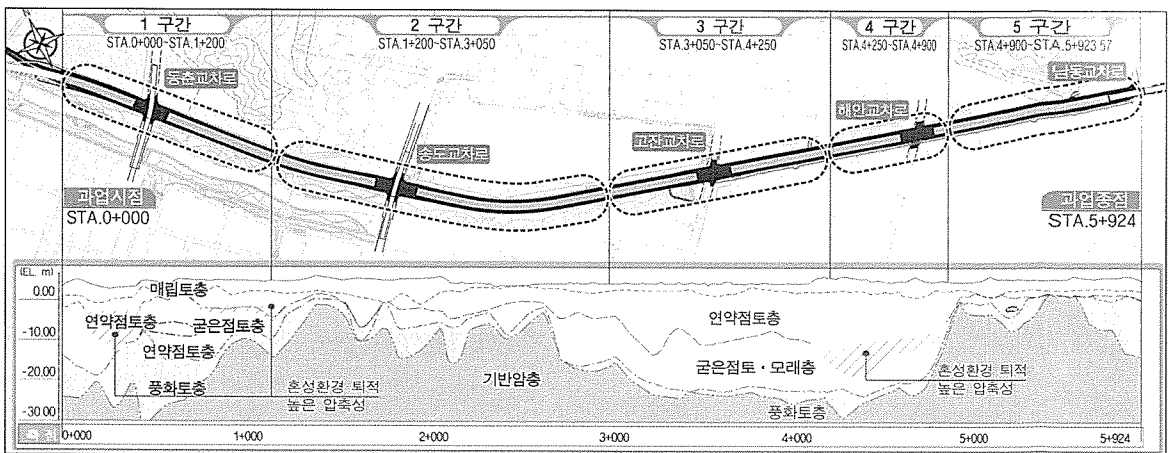 1 구간
STA.0+000~STA.1+200
2 구간
STA.1+200~STA.3+050
3 구간
STA.3+050~STA.4+250
4 구간
STA.4+250~STA.4+900
5 구간
STA.4+900~STA.5+923.57
동춘교차로
송도교차로
고잔교차로
해안교차로
남동교차로
과업시점
STA.0+000
과업종점
STA.5+924
(EL. m)
0.00
-10.00
-20.00
-30.00
매립토층
연약점토층
굳은점토층
연약점토층
풍화토층
혼성환경 퇴적
높은 압축성
기반암층
연약점토층
굳은점토・모래층
풍화토층
혼성환경 퇴적
높은 압축성
측 점
0+000
1+000
2+000
3+000
4+000
5+000
5+924